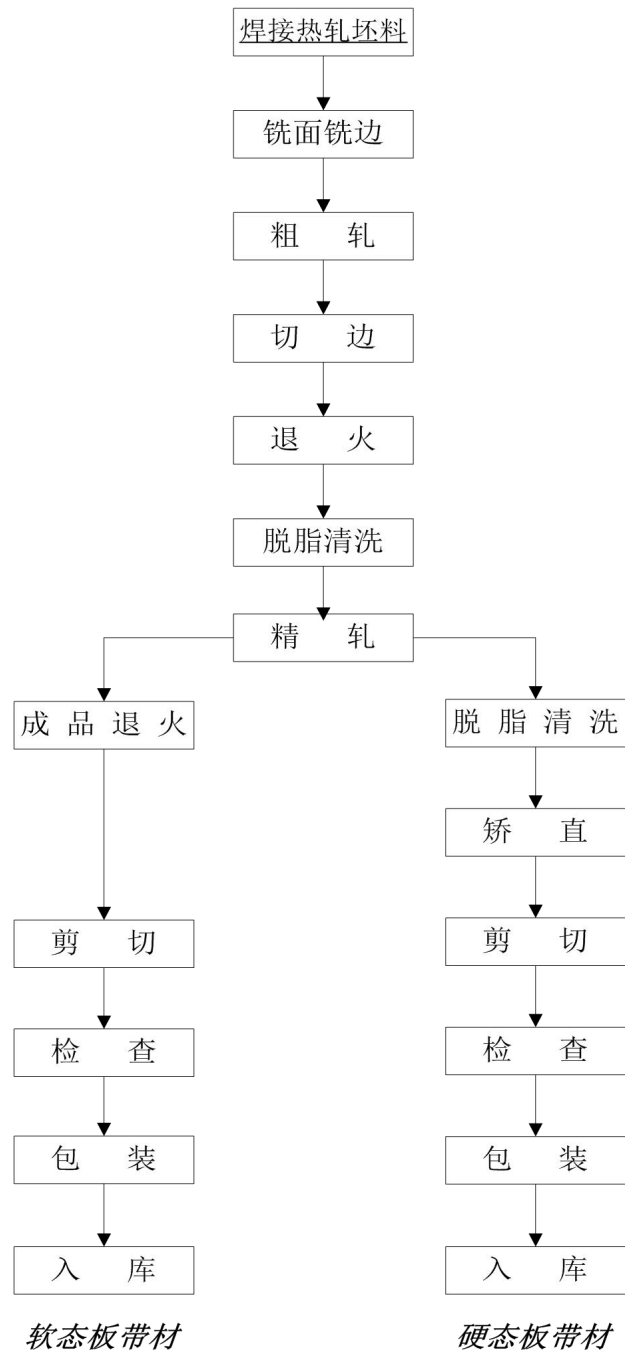 焊接热轧坯料
铣面铣边
粗 轧
切 边
退 火
脱脂清洗
精 轧
成 品 退 火
剪 切
检 查
包 装
入 库
软态板带材
脱 脂 清 洗
矫 直
剪 切
检 查
包 装
入 库
硬态板带材